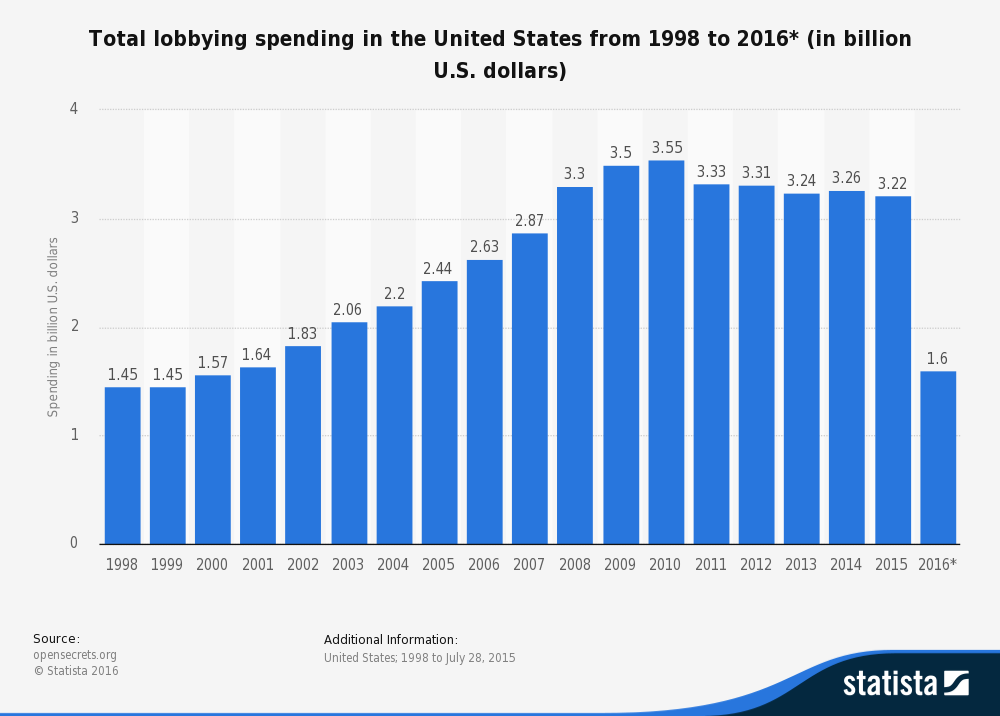 Total lobbying spending in the United States from 1998 to 2016* (in billion
U.S. dollars)
Spending in billion U.S. dollars
4
3
2
1
0
1.45
1.45
1.57
1.64
1.83
2.06
2.2
2.44
2.63
2.87
3.3
3.5
3.55
3.33
3.31
3.24
3.26
3.22
1.6
1998 1999 2000 2001 2002 2003 2004 2005 2006 2007 2008 2009 2010 2011 2012 2013 2014 2015 2016*
Source:
opensecrets.org
© Statista 2016
Additional Information:
United States; 1998 to July 28, 2015
statista